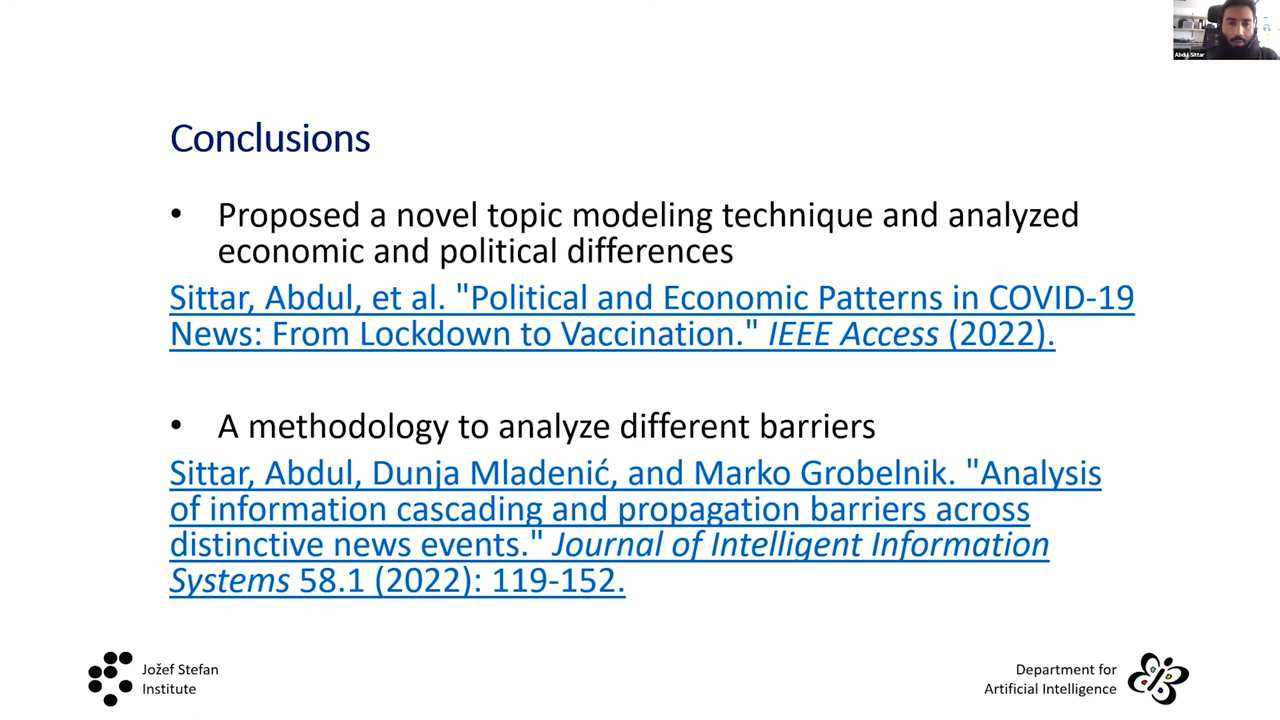 Abdul Sittar
Conclusions
• Proposed a novel topic modeling technique and analyzed
economic and political differences
Sittar, Abdul, et al. "Political and Economic Patterns in COVID-19
News: From Lockdown to Vaccination." IEEE Access (2022).
• A methodology to analyze different barriers
Sittar, Abdul, Dunja Mladenić, and Marko Grobelnik. "Analysis
of information cascading and propagation barriers across
distinctive news events." Journal of Intelligent Information
Systems 58.1 (2022): 119-152.
Jožef Stefan
Institute
Department for
Artificial Intelligence